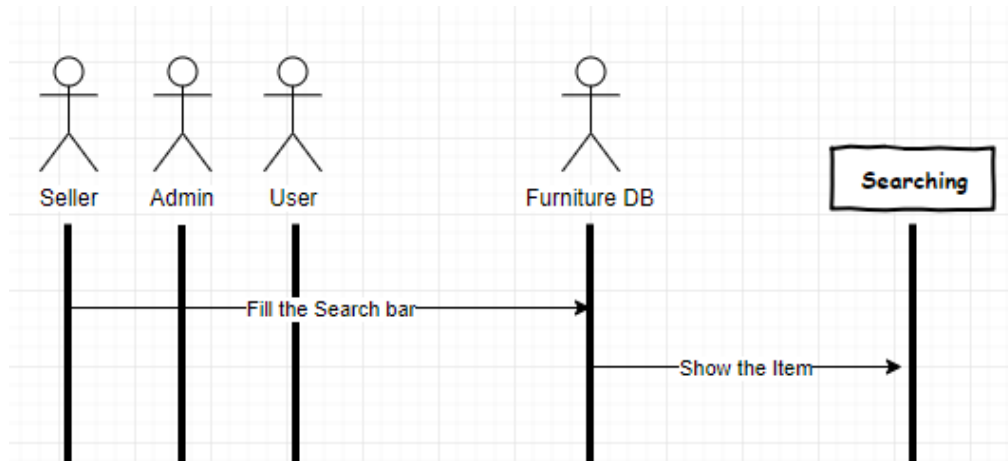 Searching
Seller
Admin
User
Furniture DB
Fill the Search bar
Show the Item